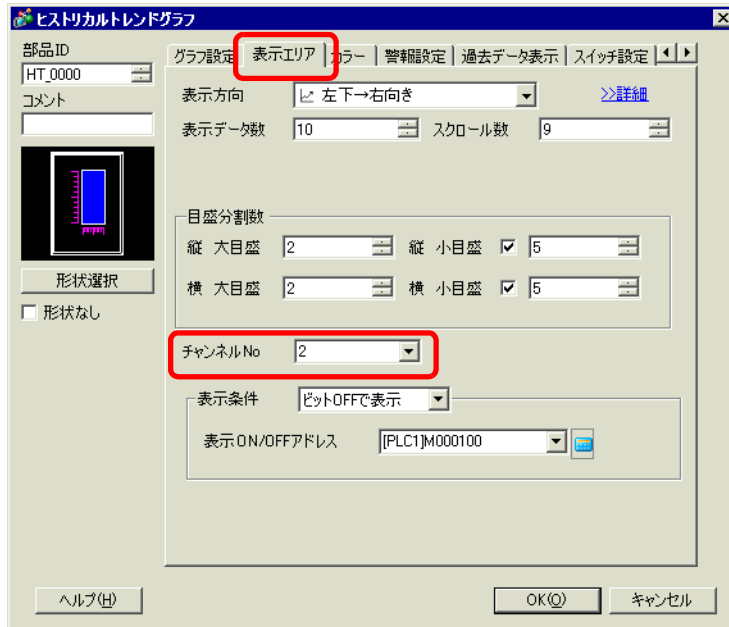 ヒストリカルトレンドグラフ
部品ID
HT_0000
コメント
形状選択
形状なし
グラフ設定 表示エリア カラー 警報設定 過去データ表示 スイッチ設定
表示方向 左下→右向き >>詳細
表示データ数 10 スクロール数 9
目盛分割数
縦 大目盛 2 縦 小目盛 5
横 大目盛 2 横 小目盛 5
チャンネルNo 2
表示条件 ビットOFFで表示
表示ON/OFFアドレス [PLC1]M000100
ヘルプ(H) OK(O) キャンセル